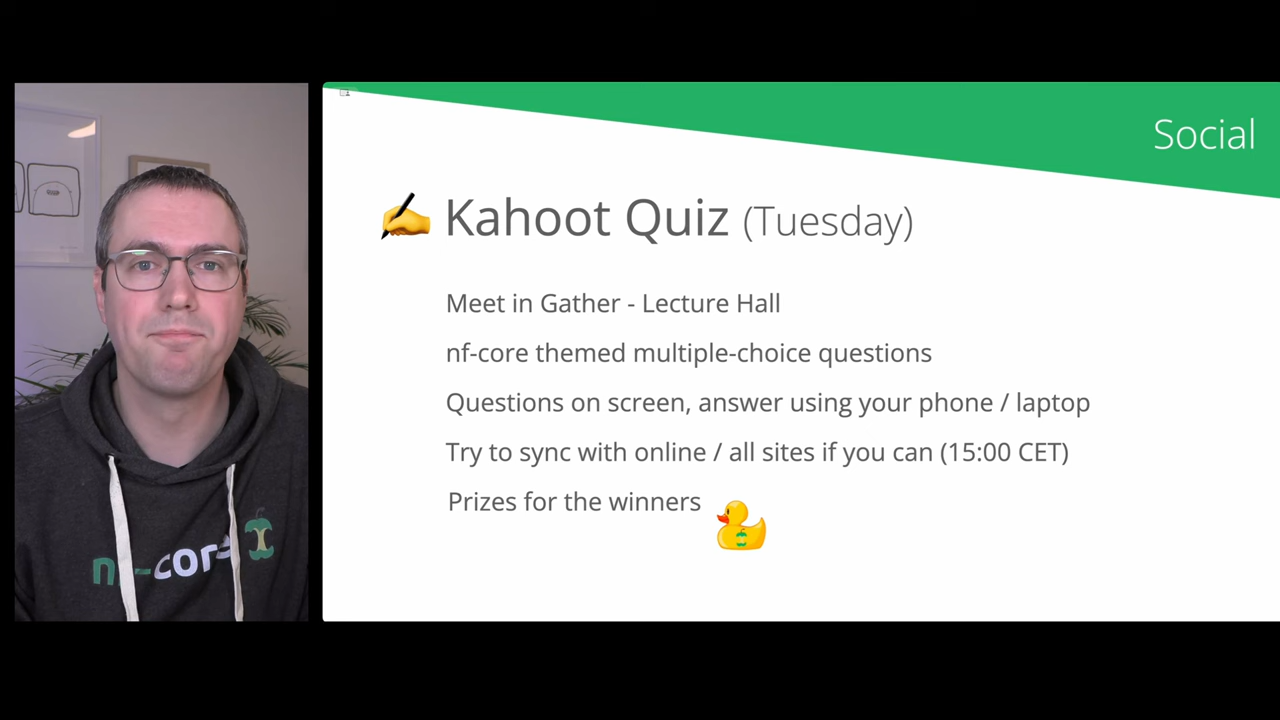 Social
Kahoot Quiz (Tuesday)
Meet in Gather - Lecture Hall
nf-core themed multiple-choice questions
Questions on screen, answer using your phone / laptop
Try to sync with online / all sites if you can (15:00 CET)
Prizes for the winners
nf-core